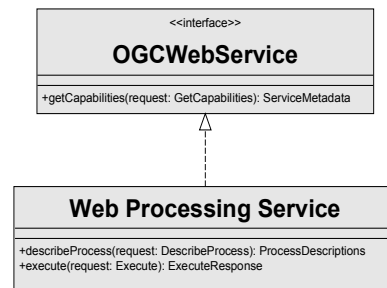 <<interface>>
OGCWebService
+getCapabilities(request: GetCapabilities): ServiceMetadata
Web Processing Service
+describeProcess(request: DescribeProcess): ProcessDescriptions
+execute(request: Execute): ExecuteResponse